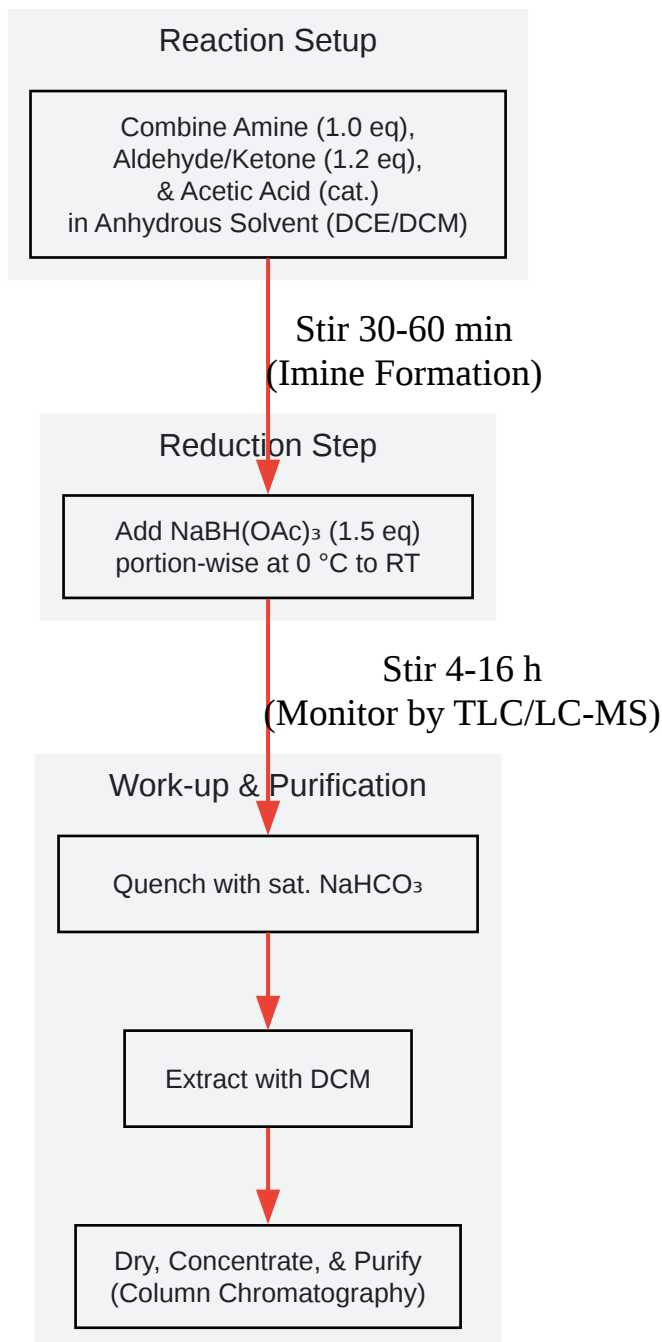 Reaction Setup
Combine Amine (1.0 eq),
Aldehyde/Ketone (1.2 eq),
& Acetic Acid (cat.)
in Anhydrous Solvent (DCE/DCM)
Stir 30-60 min
(Imine Formation)
Reduction Step
Add NaBH(OAc)₃ (1.5 eq)
portion-wise at 0 °C to RT
Stir 4-16 h
(Monitor by TLC/LC-MS)
Work-up & Purification
Quench with sat. NaHCO₃
Extract with DCM
Dry, Concentrate, & Purify
(Column Chromatography)